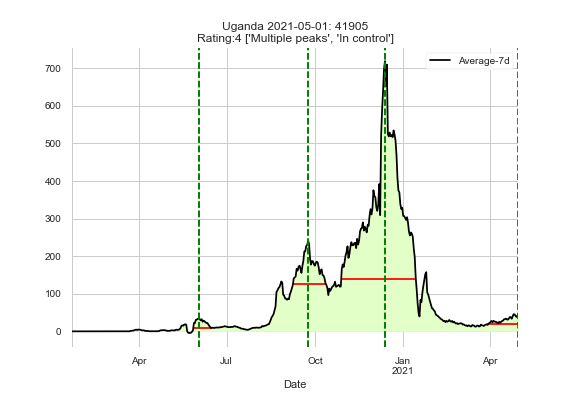 Uganda 2021-05-01: 41905
Rating:4 ['Multiple peaks', 'In control']
Average-7d
700
600
500
400
300
200
100
0
Apr
Jul
Oct
Jan
2021
Apr
Date